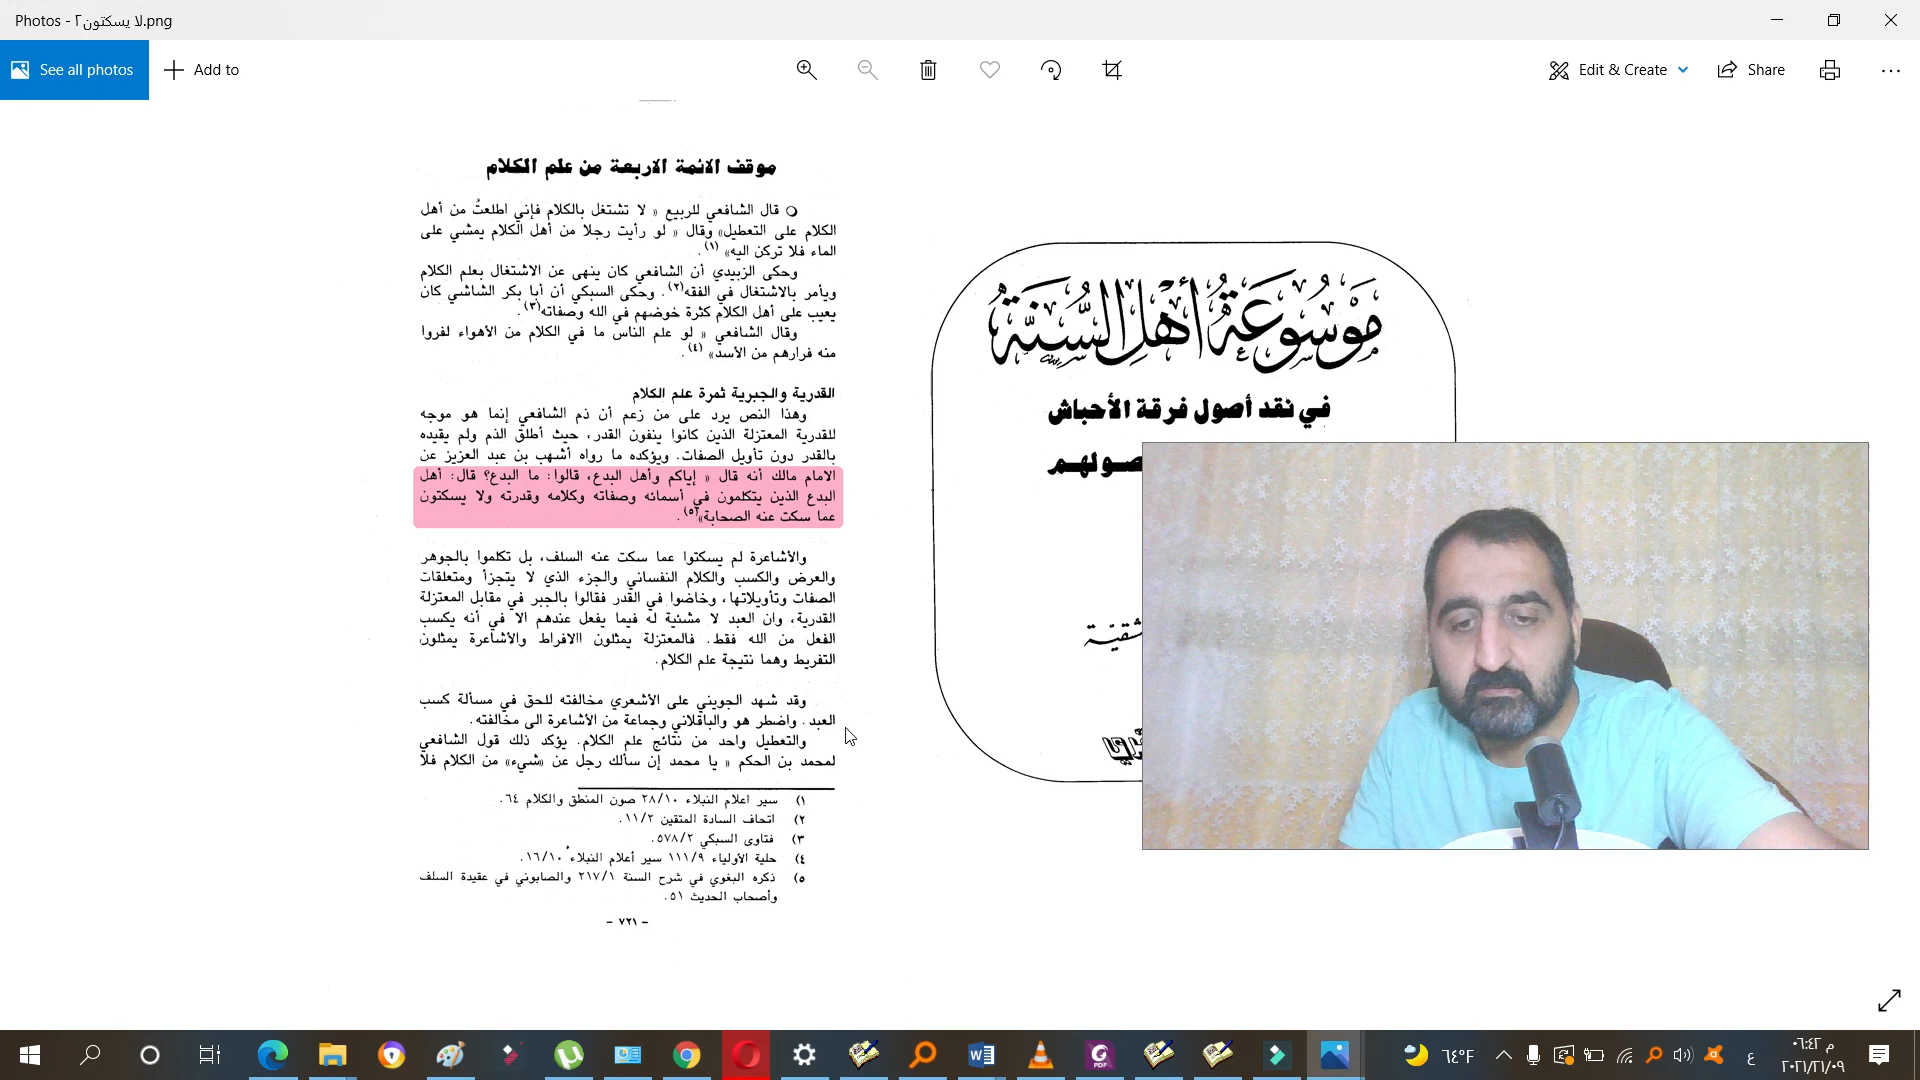 Photos - لا يسكتون٢.png
See all photos
Add to
Edit & Create
Share
موقف الائمة الاربعة من علم الكلام
○ قال الشافعي للربيع « لا تشتغل بالكلام فإني اطلعتُ من أهل
الكلام على التعطيل» وقال « لو رأيت رجلا من أهل الكلام يمشي على
الماء فلا تركن اليه» (١).
وحكى الزبيدي أن الشافعي كان ينهى عن الاشتغال بعلم الكلام
ويأمر بالاشتغال في الفقه(٢). وحكى السبكي أن أبا بكر الشاشي كان
يعيب على أهل الكلام كثرة خوضهم في الله وصفاته(٣).
وقال الشافعي « لو علم الناس ما في الكلام من الأهواء لفروا
منه فرارهم من الأسد» (٤).
القدرية والجبرية ثمرة علم الكلام
وهذا النص يرد على من زعم أن ذم الشافعي إنما هو موجه
للقدرية المعتزلة الذين كانوا ينفون القدر، حيث أطلق الذم ولم يقيده
بالقدر دون تأويل الصفات. ويؤكده ما رواه أشهب بن عبد العزيز عن
الامام مالك أنه قال « إياكم وأهل البدع، قالوا: ما البدع؟ قال: أهل
البدع الذين يتكلمون في أسمائه وصفاته وكلامه وقدرته ولا يسكتون
عما سكت عنه الصحابة»(٥).
والأشاعرة لم يسكتوا عما سكت عنه السلف، بل تكلموا بالجوهر
والعرض والكسب والكلام النفساني والجزء الذي لا يتجزأ ومتعلقات
الصفات وتأويلاتها، وخاضوا في القدر فقالوا بالجبر في مقابل المعتزلة
القدرية، وان العبد لا مشئية له فيما يفعل عندهم الا في أنه يكسب
الفعل من الله فقط. فالمعتزلة يمثلون الافراط والأشاعرة يمثلون
التفريط وهما نتيجة علم الكلام.
وقد شهد الجويني على الأشعري مخالفته للحق في مسألة كسب
العبد. واضطر هو والباقلاني وجماعة من الأشاعرة الى مخالفته.
والتعطيل واحد من نتائج علم الكلام. يؤكد ذلك قول الشافعي
لمحمد بن الحكم « يا محمد إن سألك رجل عن «شيء» من الكلام فلا
١) سير اعلام النبلاء ٢٨/١٠ صون المنطق والكلام ٦٤.
٢) اتحاف السادة المتقين ١١/٢.
٣) فتاوى السبكي ٥٧٨/٢.
٤) حلية الأولياء ١١١/٩ سير أعلام النبلاء ١٦/١٠.
٥) ذكره البغوي في شرح السنة ٢١٧/١ والصابوني في عقيدة السلف
وأصحاب الحديث ٥١.
- ٧٢١ -
مَوْسُوعَةُ أَهْلِ السُّنَّةِ
في نقد أصول فرقة الأحباش
شقيّة
٦٤°F
ع
٠٦:٤٢ م
٢٠٢١/٢١/٠٩